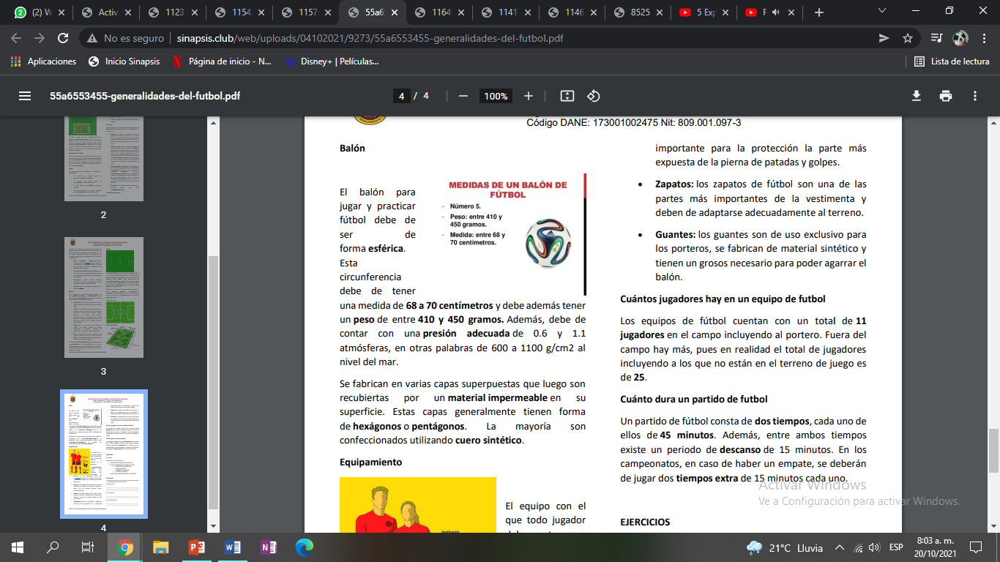 (2) W
Activ
1123
1154
1157
55a6
1164
1141
1146
8525
5 Exp
F
No es seguro
sinapsis.club/web/uploads/04102021/9273/55a6553455-generalidades-del-futbol.pdf
Aplicaciones
Inicio Sinapsis
Página de inicio - N...
Disney+ | Películas...
Lista de lectura
55a6553455-generalidades-del-futbol.pdf
4 / 4
100%
2
3
4
Código DANE: 173001002475 Nit: 809.001.097-3
Balón
El balón para
jugar y practicar
fútbol debe de
ser de
forma esférica.
Esta
circunferencia
debe de tener
una medida de 68 a 70 centímetros y debe además tener
un peso de entre 410 y 450 gramos. Además, debe de
contar con una presión adecuada de 0.6 y 1.1
atmósferas, en otras palabras de 600 a 1100 g/cm2 al
nivel del mar.
MEDIDAS DE UN BALÓN DE
FÚTBOL
- Número 5.
- Peso: entre 410 y
450 gramos.
- Medida: entre 68 y
70 centímetros.
Se fabrican en varias capas superpuestas que luego son
recubiertas por un material impermeable en su
superficie. Estas capas generalmente tienen forma
de hexágonos o pentágonos. La mayoría son
confeccionados utilizando cuero sintético.
Equipamiento
El equipo con el
que todo jugador
importante para la protección la parte más
expuesta de la pierna de patadas y golpes.
• Zapatos: los zapatos de fútbol son una de las
partes más importantes de la vestimenta y
deben de adaptarse adecuadamente al terreno.
• Guantes: los guantes son de uso exclusivo para
los porteros, se fabrican de material sintético y
tienen un grosos necesario para poder agarrar el
balón.
Cuántos jugadores hay en un equipo de futbol
Los equipos de fútbol cuentan con un total de 11
jugadores en el campo incluyendo al portero. Fuera del
campo hay más, pues en realidad el total de jugadores
incluyendo a los que no están en el terreno de juego es
de 25.
Cuánto dura un partido de futbol
Un partido de fútbol consta de dos tiempos, cada uno de
ellos de 45 minutos. Además, entre ambos tiempos
existe un periodo de descanso de 15 minutos. En los
campeonatos, en caso de haber un empate, se deberán
de jugar dos tiempos extra de 15 minutos cada uno.
EJERCICIOS
Activar Windows
Ve a Configuración para activar Windows.
21°C Lluvia
ESP
8:03 a. m.
20/10/2021